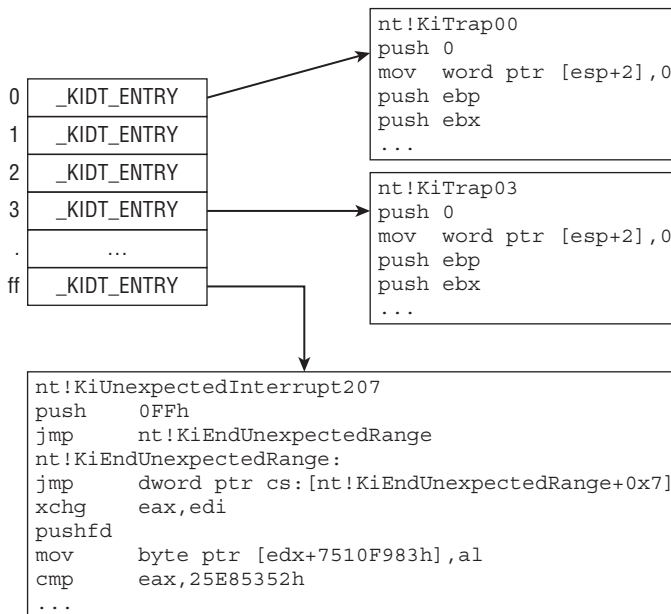 nt!KiTrap00
push 0
mov word ptr [esp+2],0
push ebp
push ebx
...
0 _KIDT_ENTRY
1 _KIDT_ENTRY
2 _KIDT_ENTRY
3 _KIDT_ENTRY
. ...
ff _KIDT_ENTRY
nt!KiTrap03
push 0
mov word ptr [esp+2],0
push ebp
push ebx
...
nt!KiUnexpectedInterrupt207
push 0FFh
jmp nt!KiEndUnexpectedRange
nt!KiEndUnexpectedRange:
jmp dword ptr cs:[nt!KiEndUnexpectedRange+0x7]
xchg eax,edi
pushfd
mov byte ptr [edx+7510F983h],al
cmp eax,25E85352h
...